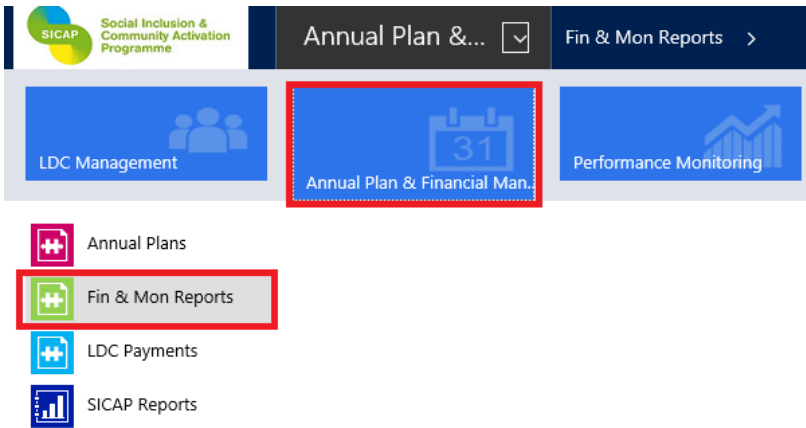 SICAP
Social Inclusion &
Community Activation
Programme
Annual Plan &...
Fin & Mon Reports >
LDC Management
31
Annual Plan & Financial Man..
Performance Monitoring
Annual Plans
Fin & Mon Reports
LDC Payments
SICAP Reports